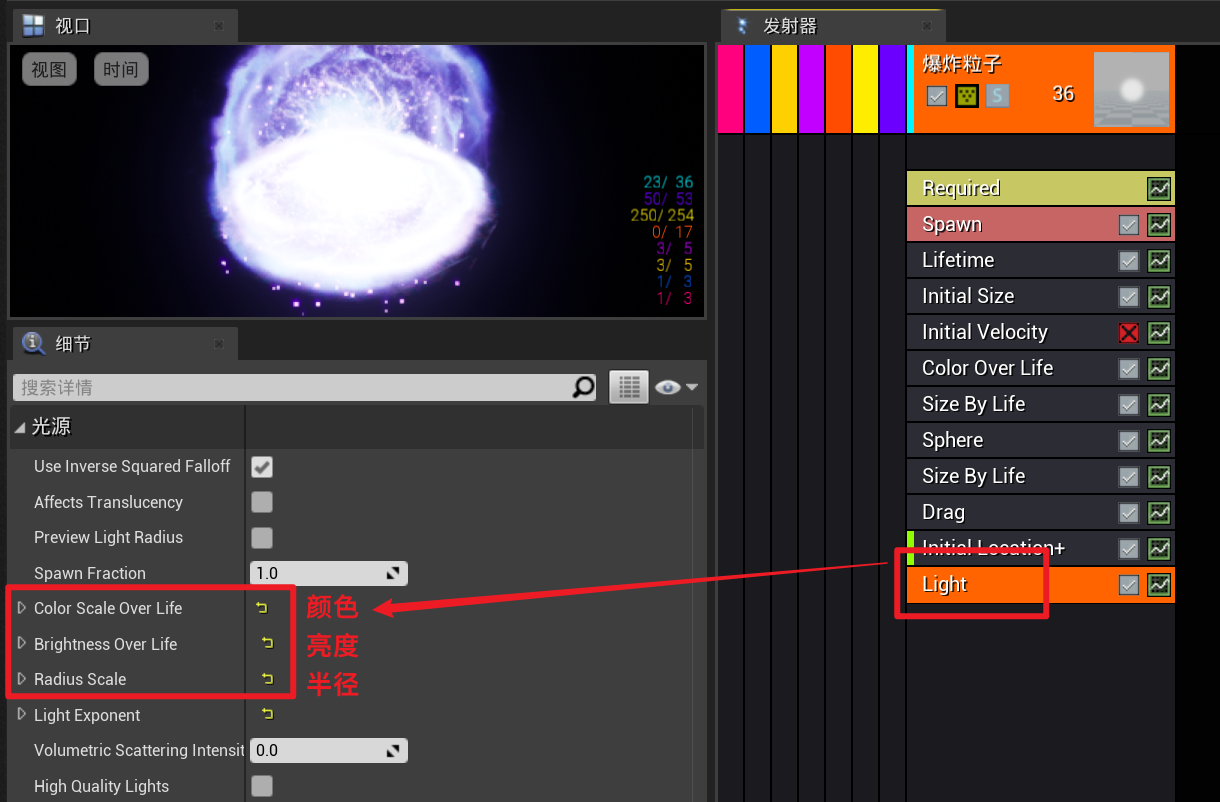 视口
视图
时间
23/ 36
50/ 53
250/ 254
0/ 17
3/ 5
3/ 5
1/ 3
1/ 3
细节
搜索详情
光源
Use Inverse Squared Falloff
Affects Translucency
Preview Light Radius
Spawn Fraction
1.0
Color Scale Over Life
颜色
Brightness Over Life
亮度
Radius Scale
半径
Light Exponent
Volumetric Scattering Intensit
0.0
High Quality Lights
发射器
爆炸粒子
S
36
Required
Spawn
Lifetime
Initial Size
Initial Velocity
Color Over Life
Size By Life
Sphere
Size By Life
Drag
Initial Location+
Light